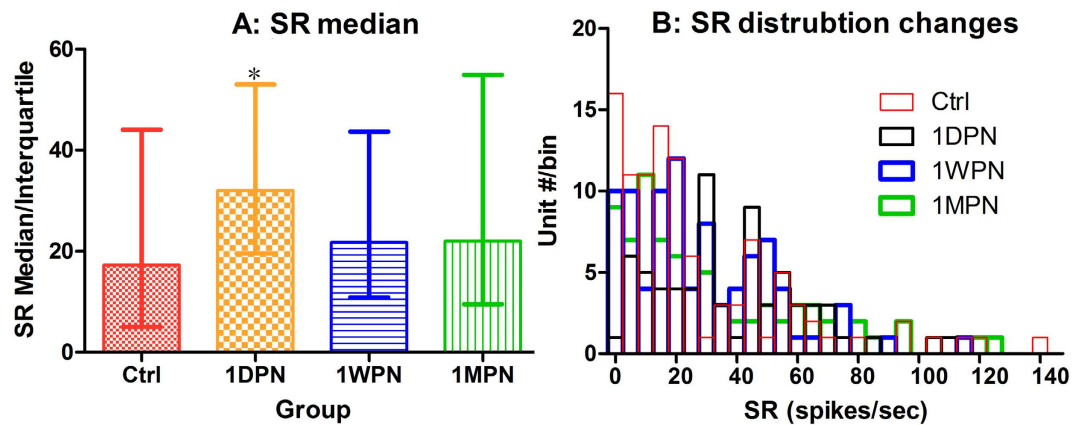 A: SR median
SR Median/Interquartile
60
40
20
0
*
Ctrl 1DPN 1WPN 1MPN
Group
B: SR distrubtion changes
Unit #/bin
20
15
10
5
0
Ctrl
1DPN
1WPN
1MPN
0 20 40 60 80 100 120 140
SR (spikes/sec)